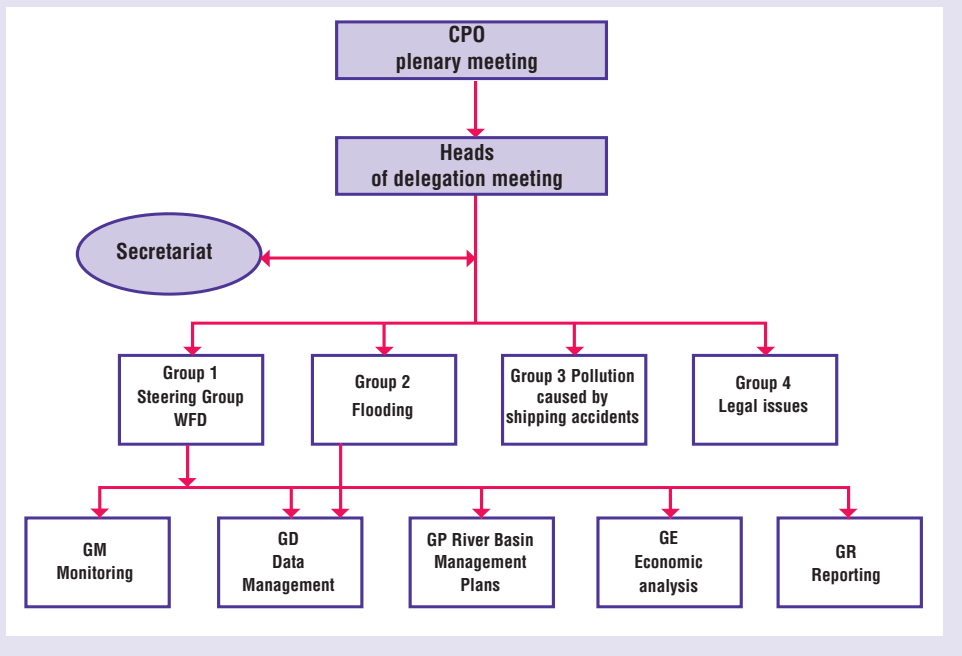 CPO
plenary meeting
Heads
of delegation meeting
Secretariat
Group 1
Steering Group
WFD
Group 2
Flooding
Group 3 Pollution
caused by
shipping accidents
Group 4
Legal issues
GM
Monitoring
GD
Data
Management
GP River Basin
Management
Plans
GE
Economic
analysis
GR
Reporting